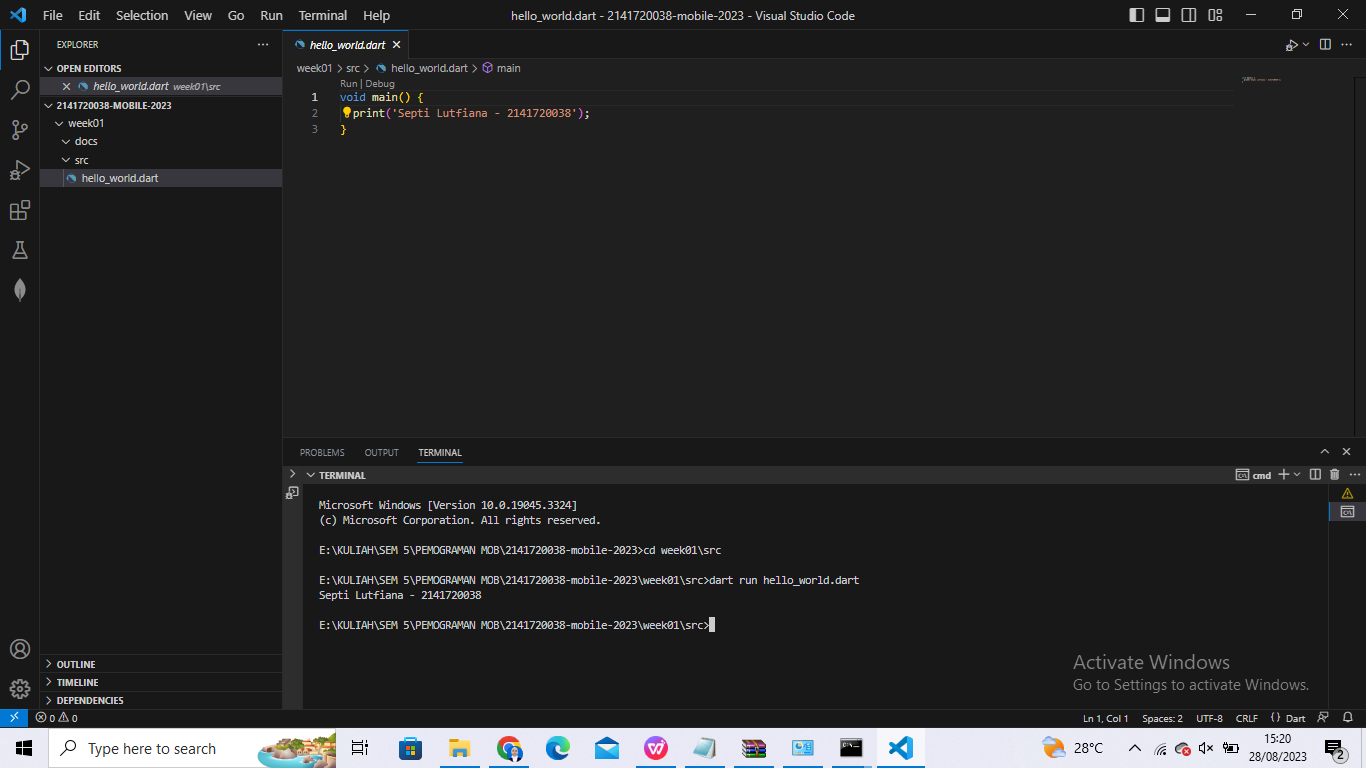 File Edit Selection View Go Run Terminal Help hello_world.dart - 2141720038-mobile-2023 - Visual Studio Code
EXPLORER
OPEN EDITORS
hello_world.dart week01\src
2141720038-MOBILE-2023
week01
docs
src
hello_world.dart
OUTLINE
TIMELINE
DEPENDENCIES
hello_world.dart
week01 > src > hello_world.dart > main
Run | Debug
1 void main() {
2 print('Septi Lutfiana - 2141720038');
3 }
PROBLEMS OUTPUT TERMINAL
TERMINAL
cmd
Microsoft Windows [Version 10.0.19045.3324]
(c) Microsoft Corporation. All rights reserved.
E:\KULIAH\SEM 5\PEMOGRAMAN MOB\2141720038-mobile-2023>cd week01\src
E:\KULIAH\SEM 5\PEMOGRAMAN MOB\2141720038-mobile-2023\week01\src>dart run hello_world.dart
Septi Lutfiana - 2141720038
E:\KULIAH\SEM 5\PEMOGRAMAN MOB\2141720038-mobile-2023\week01\src>
Activate Windows
Go to Settings to activate Windows.
0 0 Ln 1, Col 1 Spaces: 2 UTF-8 CRLF {} Dart
Type here to search
28°C
15:20
28/08/2023
2